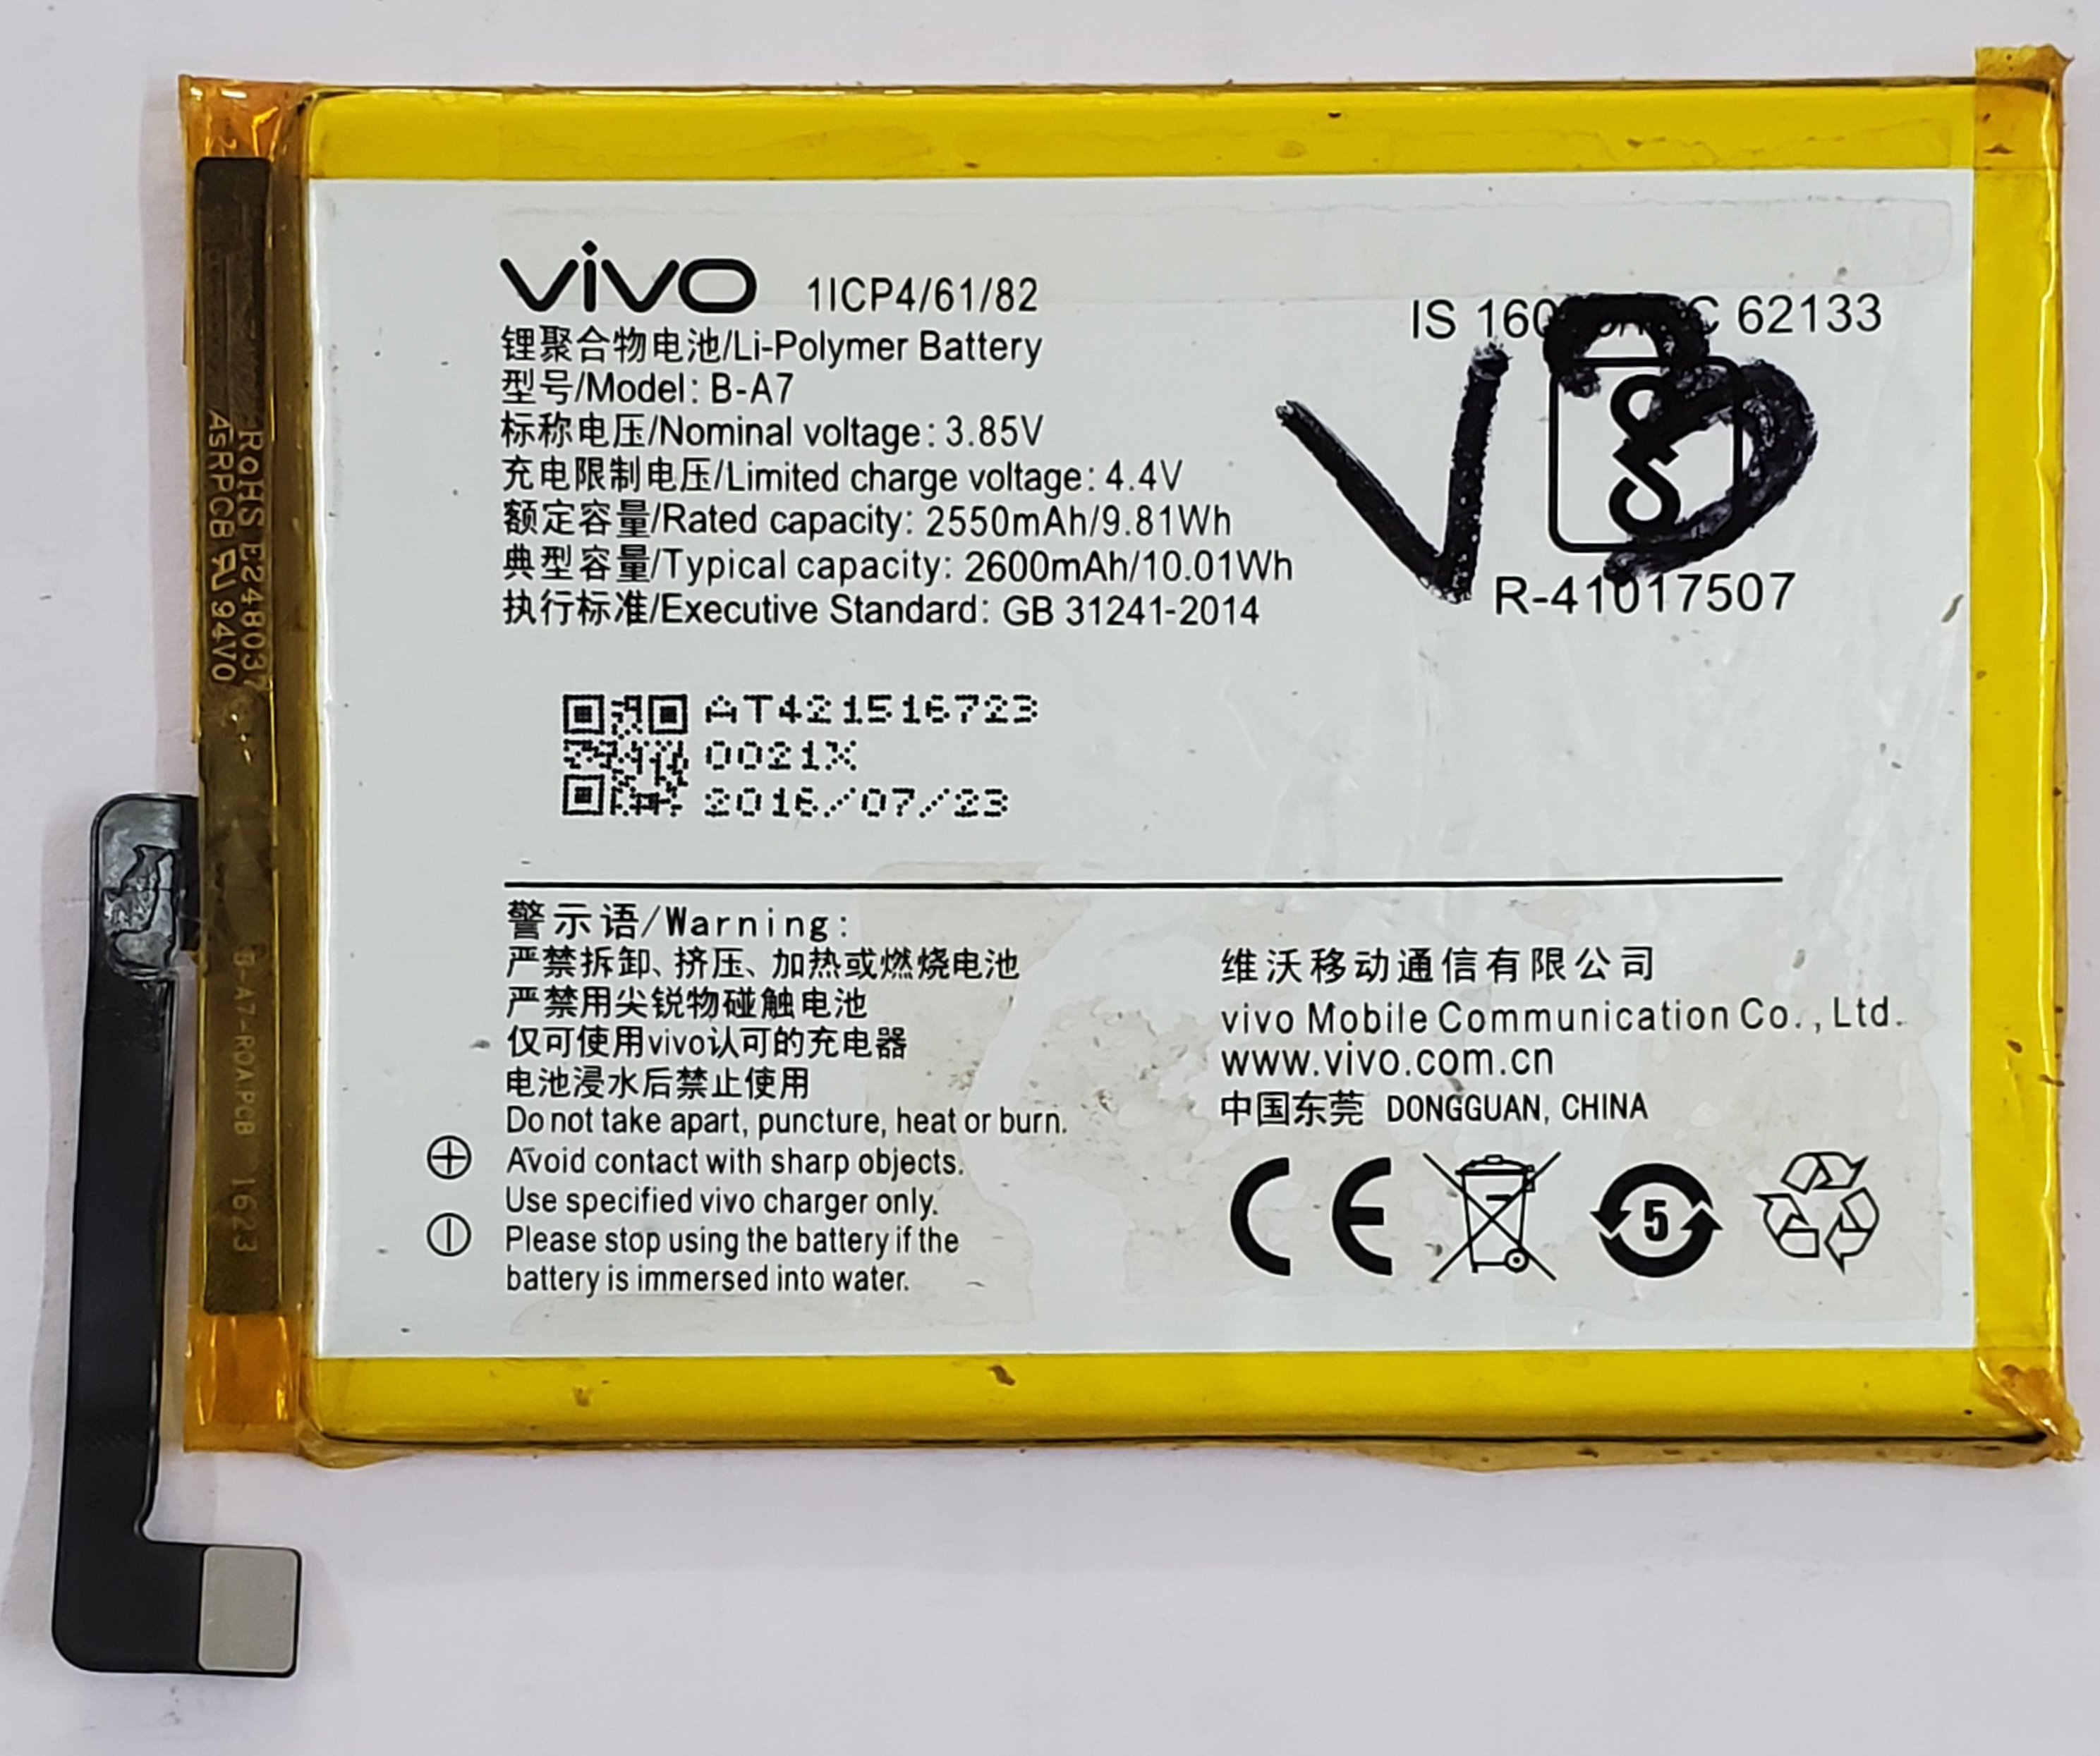 vivo 1ICP4/61/82
锂聚合物电池/Li-Polymer Battery
型号/Model: B-A7
标称电压/Nominal voltage: 3.85V
充电限制电压/Limited charge voltage: 4.4V
额定容量/Rated capacity: 2550mAh/9.81Wh
典型容量/Typical capacity: 2600mAh/10.01Wh
执行标准/Executive Standard: GB 31241-2014
IS 62133
R-41017507
AT421516723
0021X
2016/07/23
警示语/Warning:
严禁拆卸、挤压、加热或燃烧电池
严禁用尖锐物碰触电池
仅可使用vivo认可的充电器
电池浸水后禁止使用
Do not take apart, puncture, heat or burn.
Avoid contact with sharp objects.
Use specified vivo charger only.
Please stop using the battery if the
battery is immersed into water.
维沃移动通信有限公司
vivo Mobile Communication Co., Ltd.
www.vivo.com.cn
中国东莞 DONGGUAN, CHINA
CE
5
RoHS E248037
ASRPCB 94V0
B-A7-R0A PCB 1623